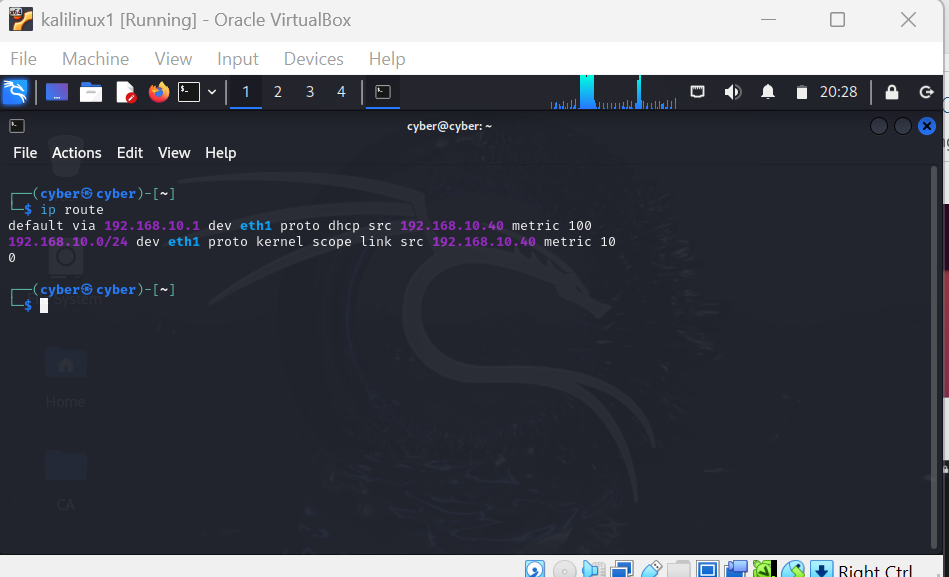 kalilinux1 [Running] - Oracle VirtualBox
File Machine View Input Devices Help
1 2 3 4 20:28
cyber@cyber: ~
File Actions Edit View Help
┌──(cyber㉿cyber)-[~]
└─$ ip route
default via 192.168.10.1 dev eth1 proto dhcp src 192.168.10.40 metric 100
192.168.10.0/24 dev eth1 proto kernel scope link src 192.168.10.40 metric 10
0
┌──(cyber㉿cyber)-[~]
└─$
System
Home
CA
Right Ctrl